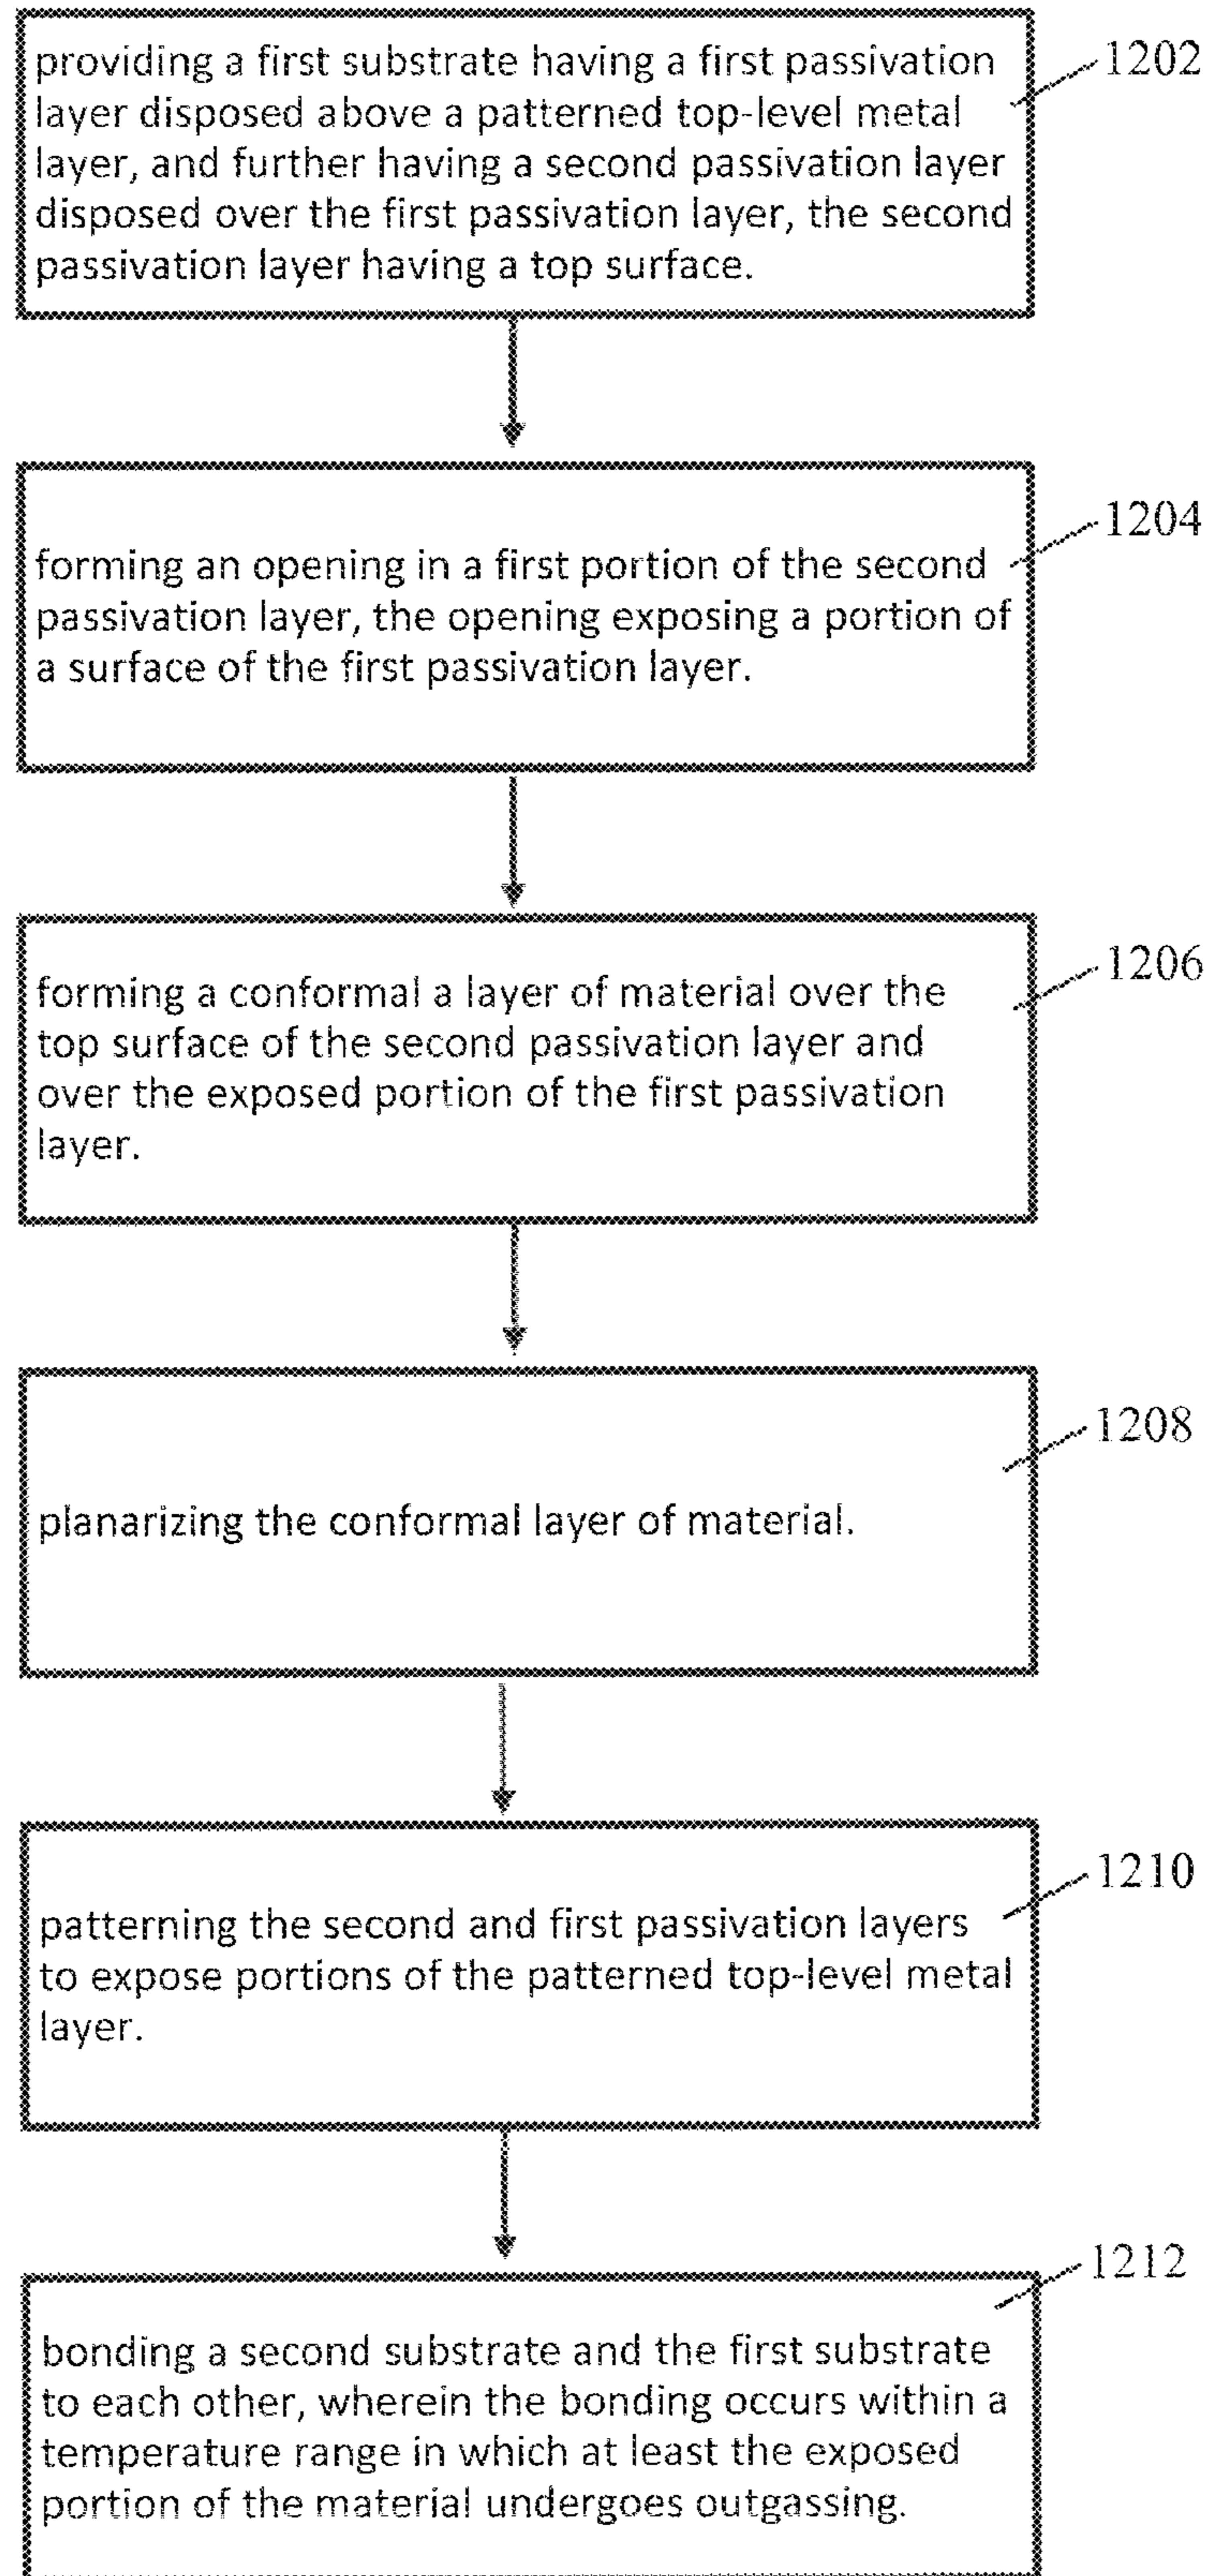 providing a first substrate having a first passivation
layer disposed above a patterned top-level metal
layer, and further having a second passivation layer
disposed over the first passivation layer, the second
passivation layer having a top surface.
1202
forming an opening in a first portion of the second
passivation layer, the opening exposing a portion of
a surface of the first passivation layer.
1204
forming a conformal a layer of material over the
top surface of the second passivation layer and
over the exposed portion of the first passivation
layer.
1206
planarizing the conformal layer of material.
1208
patterning the second and first passivation layers
to expose portions of the patterned top-level metal
layer.
1210
bonding a second substrate and the first substrate
to each other, wherein the bonding occurs within a
temperature range in which at least the exposed
portion of the material undergoes outgassing.
1212